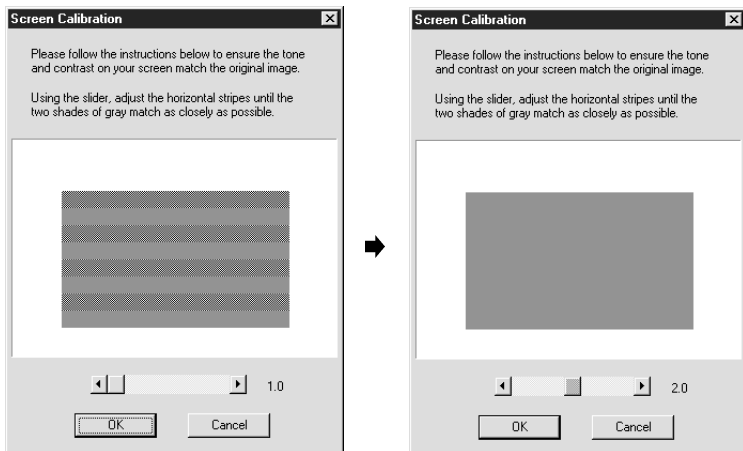 Screen Calibration
Please follow the instructions below to ensure the tone
and contrast on your screen match the original image.
Using the slider, adjust the horizontal stripes until the
two shades of gray match as closely as possible.
1.0
OK
Cancel
Screen Calibration
Please follow the instructions below to ensure the tone
and contrast on your screen match the original image.
Using the slider, adjust the horizontal stripes until the
two shades of gray match as closely as possible.
2.0
OK
Cancel